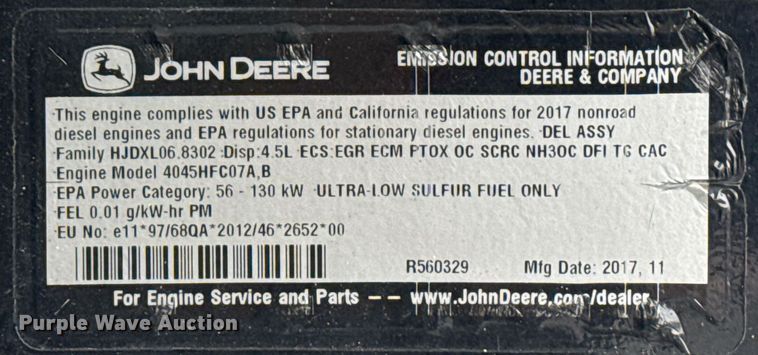 JOHN DEERE
EMISSION CONTROL INFORMATION
DEERE & COMPANY
This engine complies with US EPA and California regulations for 2017 nonroad
diesel engines and EPA regulations for stationary diesel engines. DEL ASSY
Family HJDXL06.8302 Disp:4.5L ECS:EGR ECM PTOX OC SCRC NH3OC DFI TC CAC
Engine Model 4045HFC07A,B
EPA Power Category: 56 - 130 kW ULTRA-LOW SULFUR FUEL ONLY
FEL 0.01 g/kW-hr PM
EU No: e11*97/68QA*2012/46*2652*00
R560329 Mfg Date: 2017, 11
For Engine Service and Parts -- www.JohnDeere.com/dealer
Purple Wave Auction